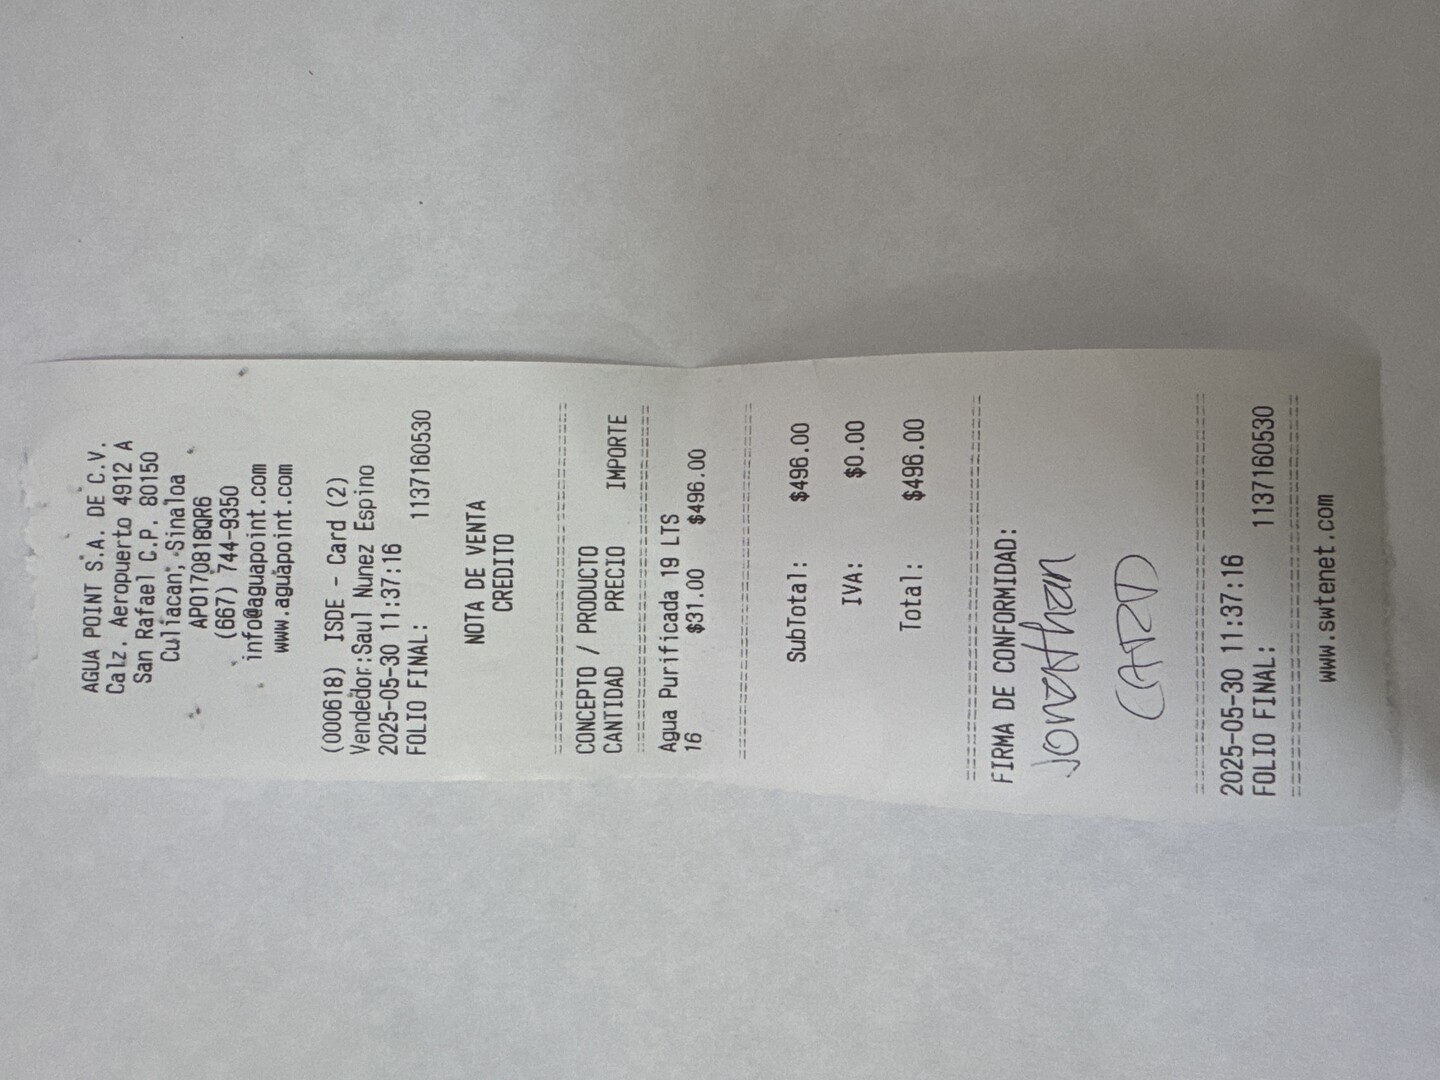 AGUA POINT S.A. DE C.V.
Calz. Aeropuerto 4912 A
San Rafael C.P. 80150
Culiacan, Sinaloa
APO170818QR6
(667) 744-9350
info@aguapoint.com
www.aguapoint.com
(000618) ISDE - Card (2)
Vendedor:Saul Nunez Espino
2025-05-30 11:37:16
FOLIO FINAL: 1137160530
NOTA DE VENTA
CREDITO
================================
CONCEPTO / PRODUCTO
CANTIDAD PRECIO IMPORTE
================================
Agua Purificada 19 LTS
16 $31.00 $496.00
================================
SubTotal: $496.00
IVA: $0.00
Total: $496.00
================================
FIRMA DE CONFORMIDAD:
Jonathan
CARD
================================
2025-05-30 11:37:16
FOLIO FINAL: 1137160530
================================
www.swtenet.com